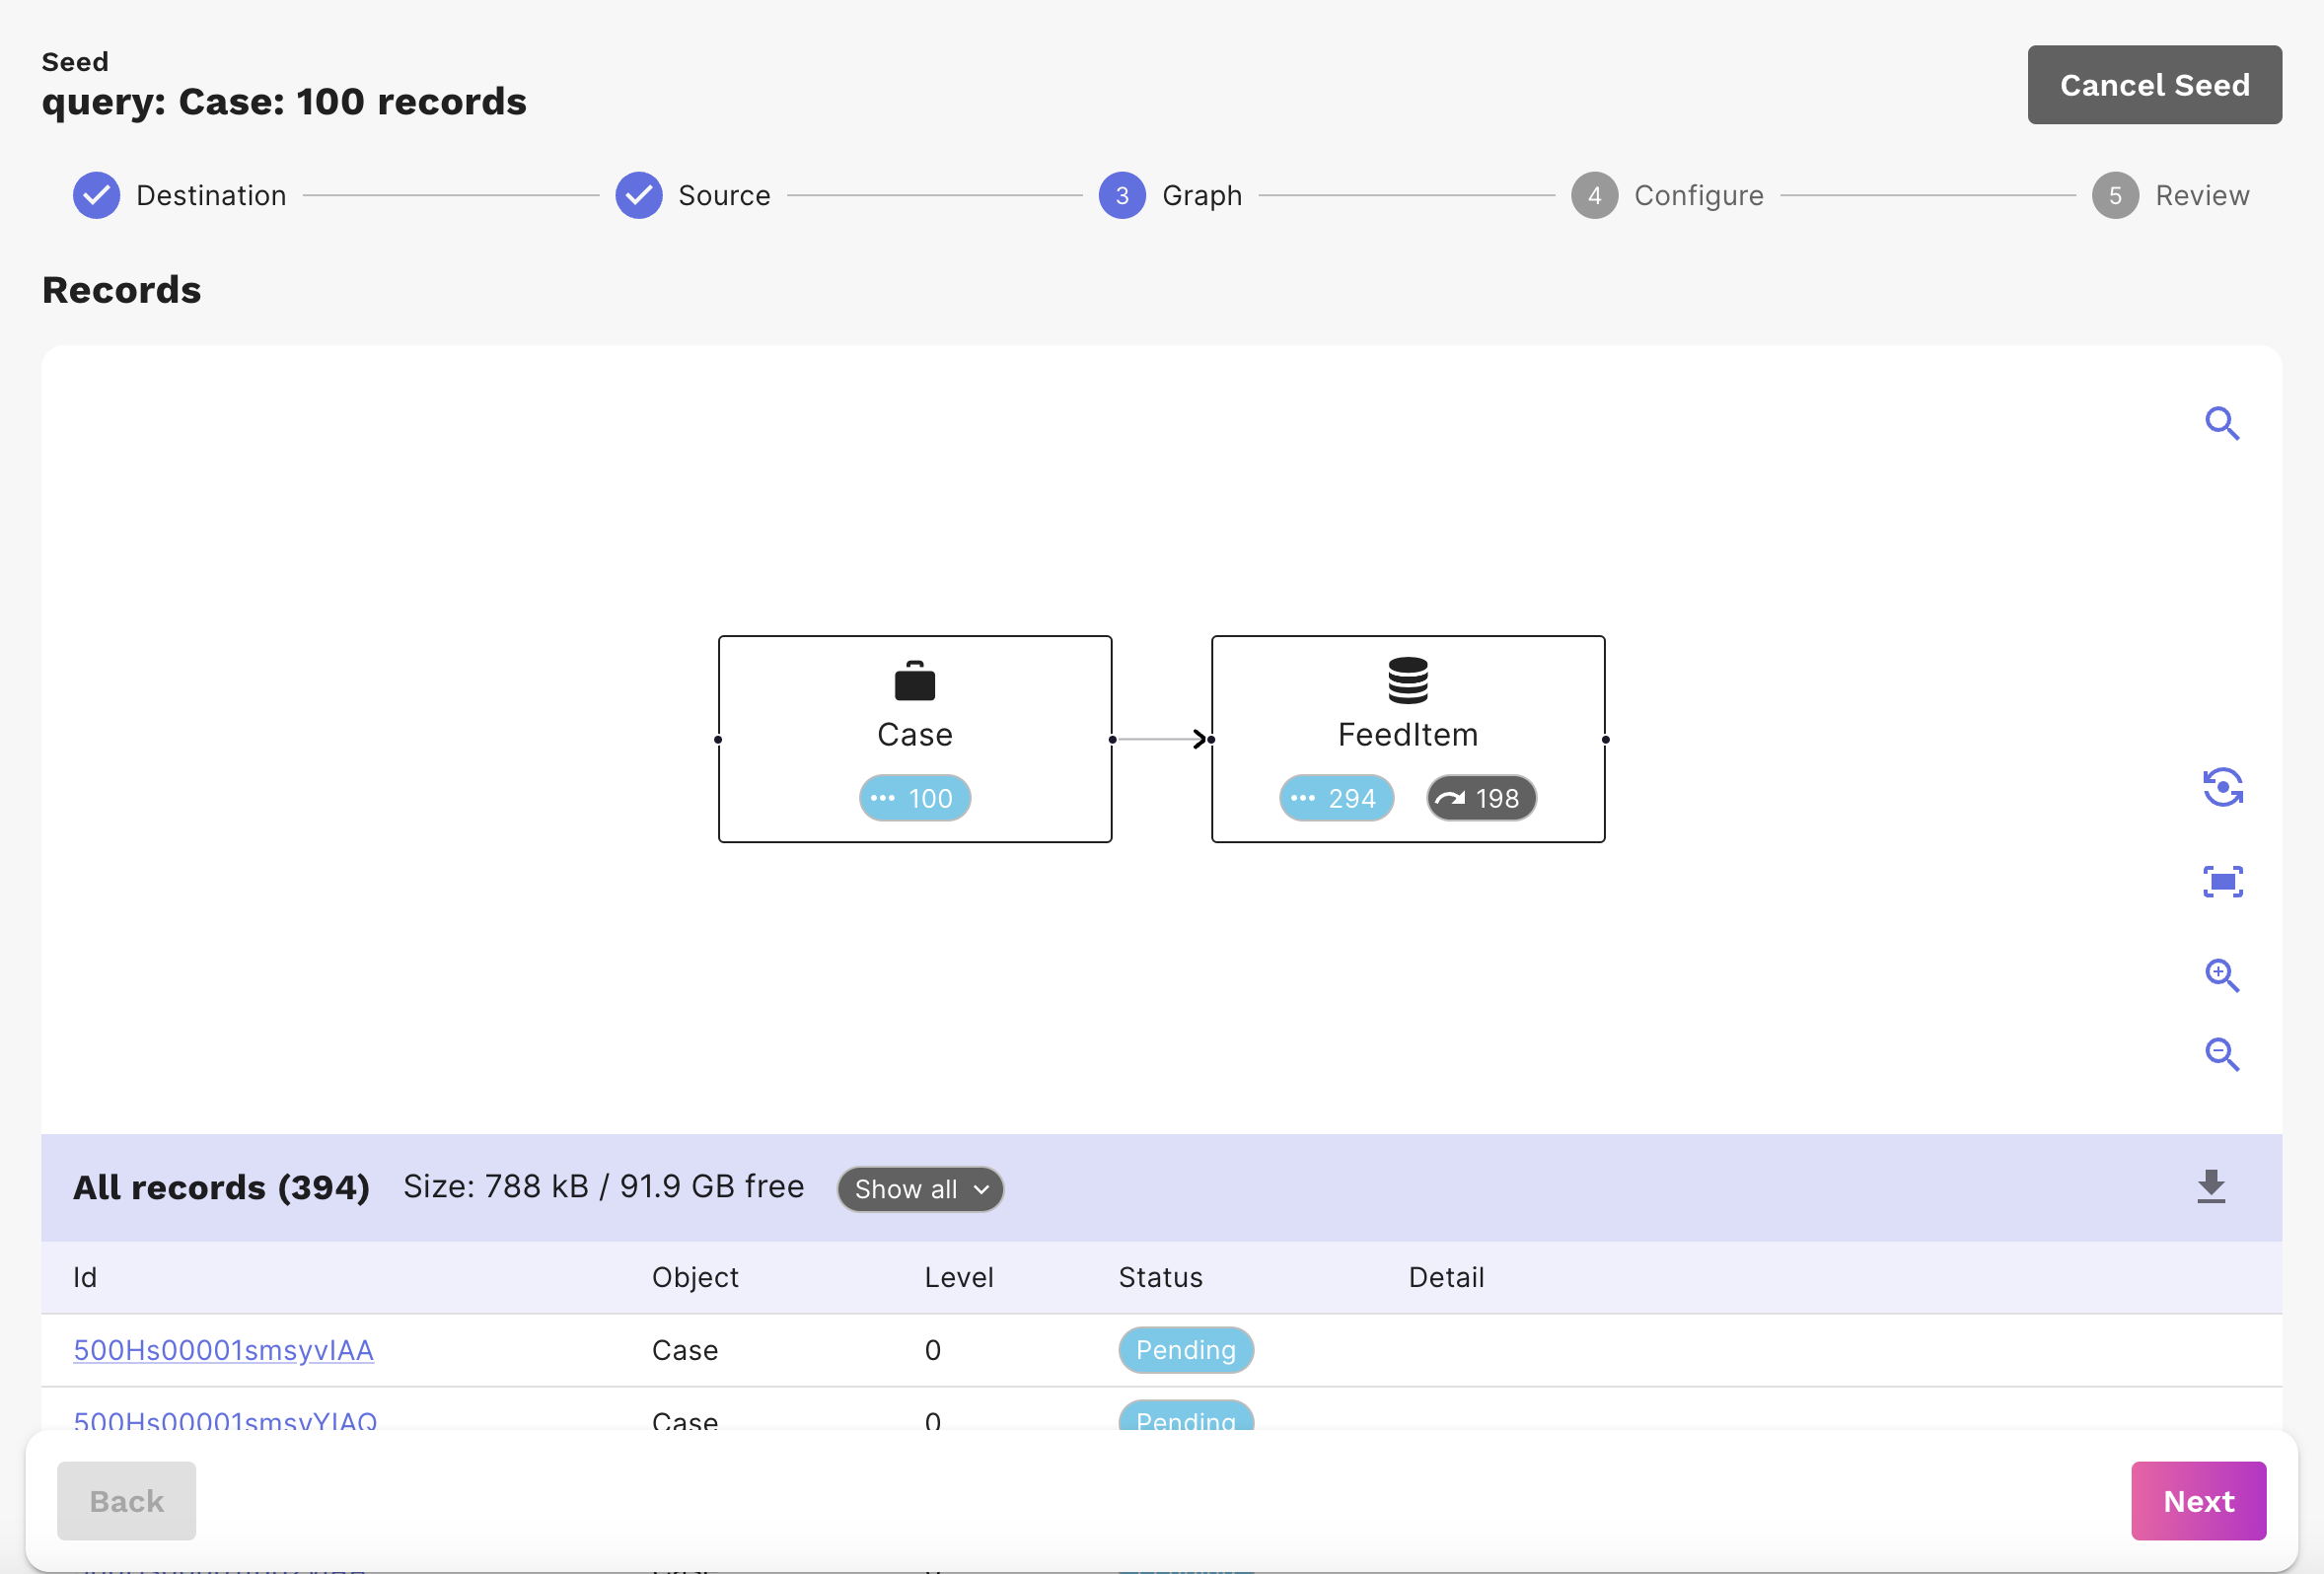 Seed
query: Case: 100 records
Cancel Seed
Destination
Source
3 Graph
4 Configure
5 Review
Records
Case
100
FeedItem
294
198
All records (394) Size: 788 kB / 91.9 GB free Show all
Id Object Level Status Detail
500Hs00001smsyvIAA Case 0 Pending
500Hs00001smsyYIAQ Case 0 Pending
Back
Next